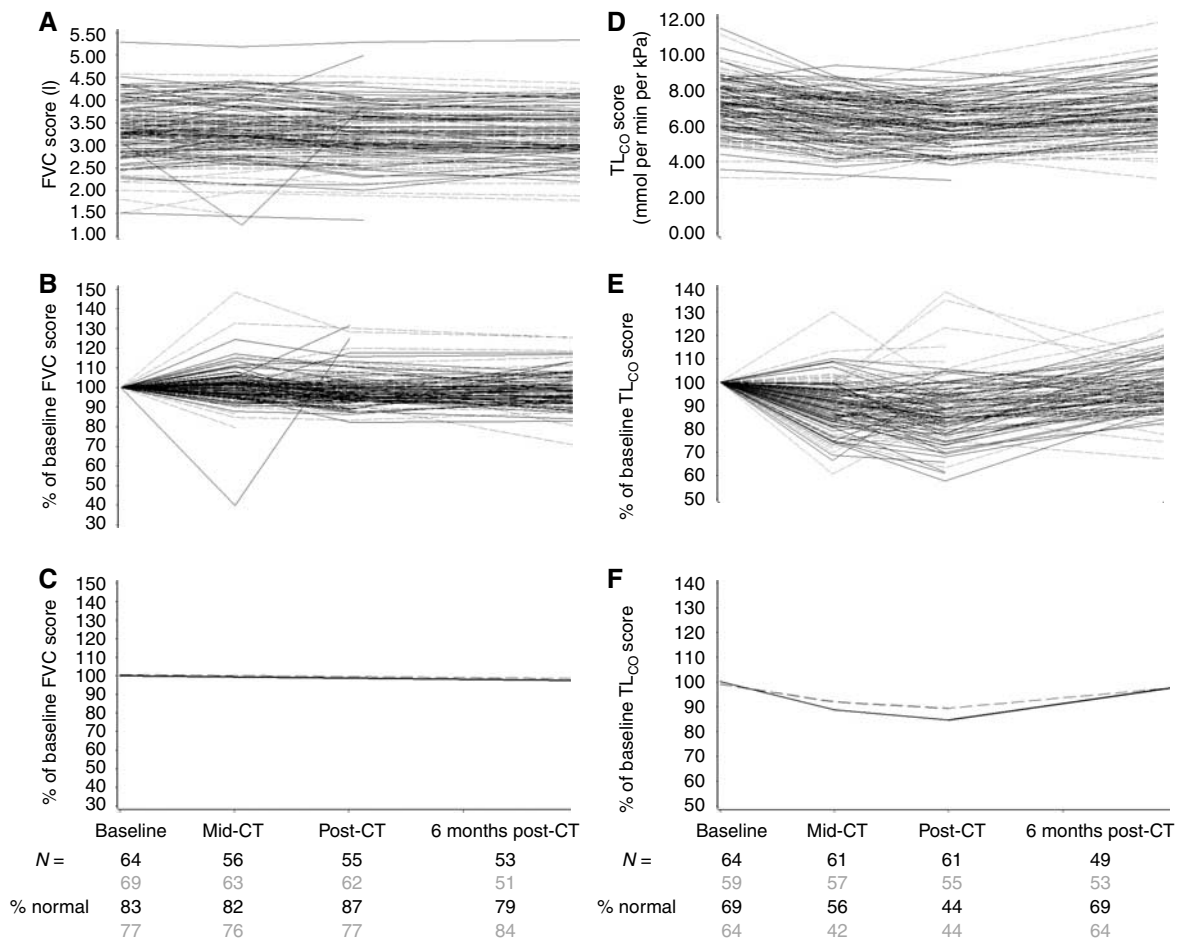 A
FVC score (l)
5.50
5.00
4.50
4.00
3.50
3.00
2.50
2.00
1.50
1.00
D
TLCO score
(mmol per min per kPa)
12.00
10.00
8.00
6.00
4.00
2.00
0.00
B
% of baseline FVC score
150
140
130
120
110
100
90
80
70
60
50
40
30
E
% of baseline TLCO score
140
130
120
110
100
90
80
70
60
50
C
% of baseline FVC score
150
140
130
120
110
100
90
80
70
60
50
40
30
Baseline Mid-CT Post-CT 6 months post-CT
N = 64 56 55 53
69 63 62 51
% normal 83 82 87 79
77 76 77 84
F
% of baseline TLCO score
140
130
120
110
100
90
80
70
60
50
Baseline Mid-CT Post-CT 6 months post-CT
N = 64 61 61 49
59 57 55 53
% normal 69 56 44 69
64 42 44 64